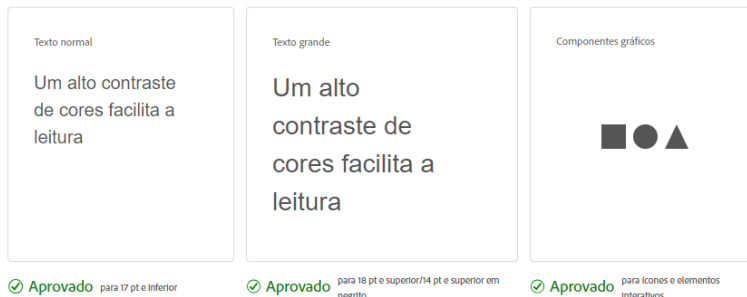 Texto normal
Um alto contraste
de cores facilita a
leitura
Aprovado para 17 pt e inferior
Texto grande
Um alto
contraste de
cores facilita a
leitura
Aprovado para 18 pt e superior/14 pt e superior em
negrito
Componentes gráficos
Aprovado para ícones e elementos
interativos